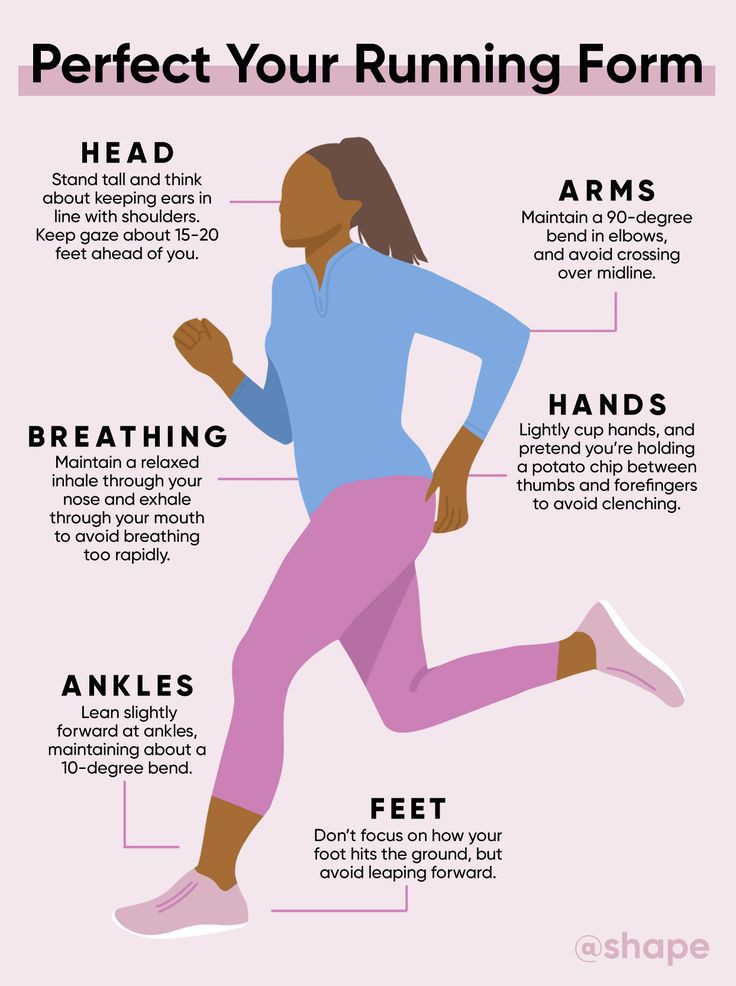 Perfect Your Running Form
HEAD
Stand tall and think
about keeping ears in
line with shoulders.
Keep gaze about 15-20
feet ahead of you.
ARMS
Maintain a 90-degree
bend in elbows,
and avoid crossing
over midline.
BREATHING
Maintain a relaxed
inhale through your
nose and exhale
through your mouth
to avoid breathing
too rapidly.
HANDS
Lightly cup hands, and
pretend you’re holding
a potato chip between
thumbs and forefingers
to avoid clenching.
ANKLES
Lean slightly
forward at ankles,
maintaining about a
10-degree bend.
FEET
Don’t focus on how your
foot hits the ground, but
avoid leaping forward.
@shape